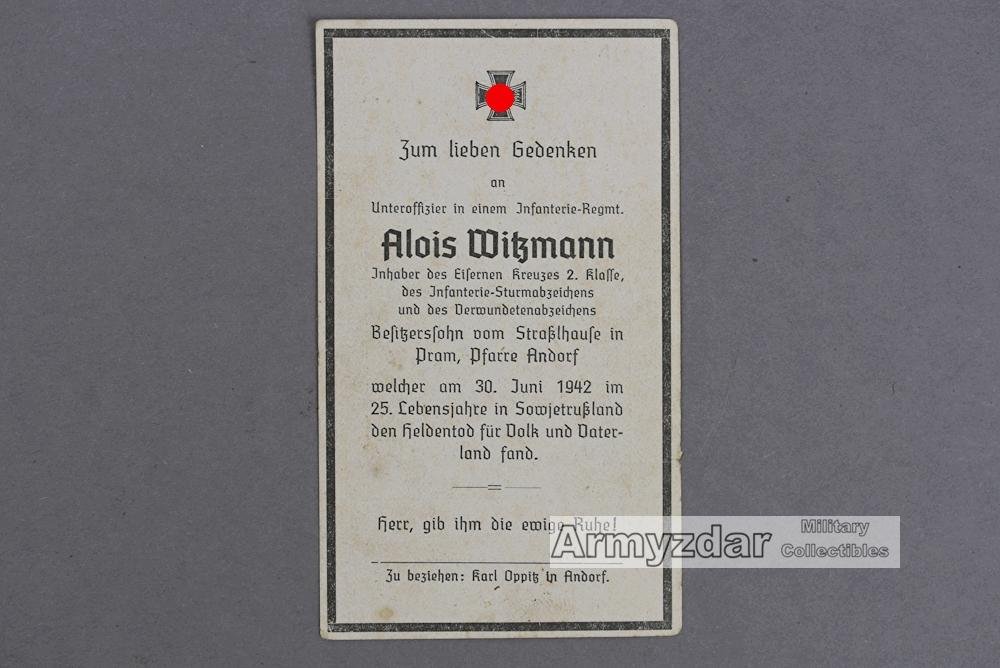 Zum lieben Gedenken
an
Unteroffizier in einem Infanterie-Regmt.
Alois Witzmann
Inhaber des Eisernen Kreuzes 2. Klasse,
des Infanterie-Sturmabzeichens
und des Verwundetenabzeichens
Besitzerssohn vom Straßlhause in
Pram, Pfarre Andorf
welcher am 30. Juni 1942 im
25. Lebensjahre in Sowjetrußland
den Heldentod für Volk und Vater-
land fand.
Herr, gib ihm die ewige Ruhe!
Armyzdar Military
Collectibles
Zu beziehen: Karl Oppitz in Andorf.